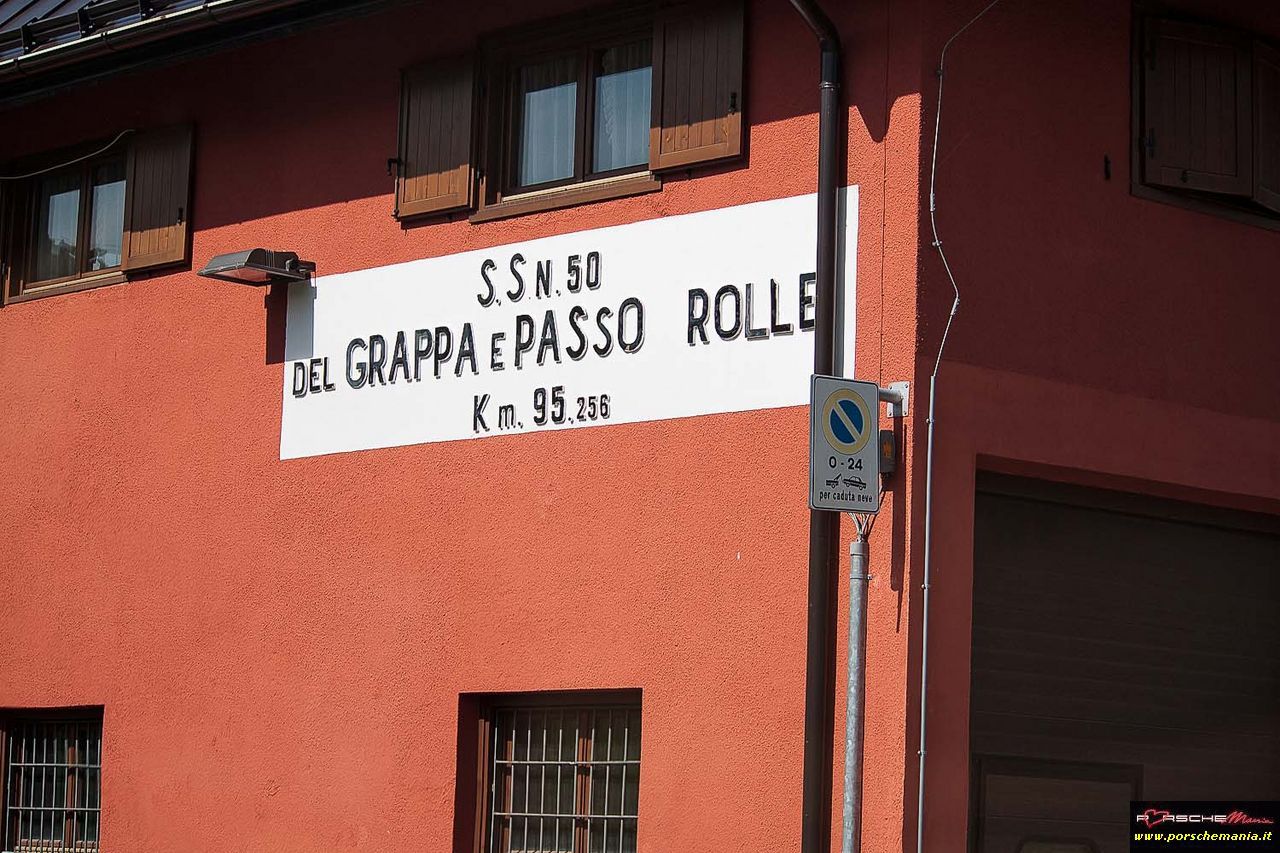 S.S N. 50
DEL GRAPPA E PASSO ROLLE
Km. 95.256
0 - 24
per caduta neve
PORSCHEMania
www.porschemania.it